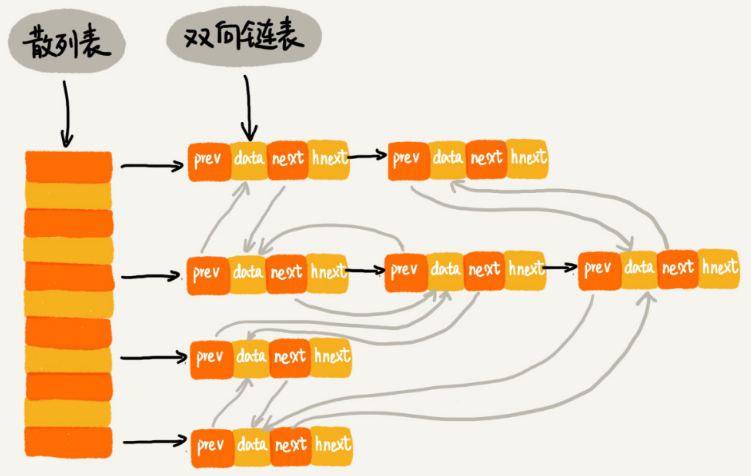 散列表 双向链表
prev data next hnext prev data next hnext
prev data next hnext prev data next hnext prev data next hnext
prev data next hnext
prev data next hnext